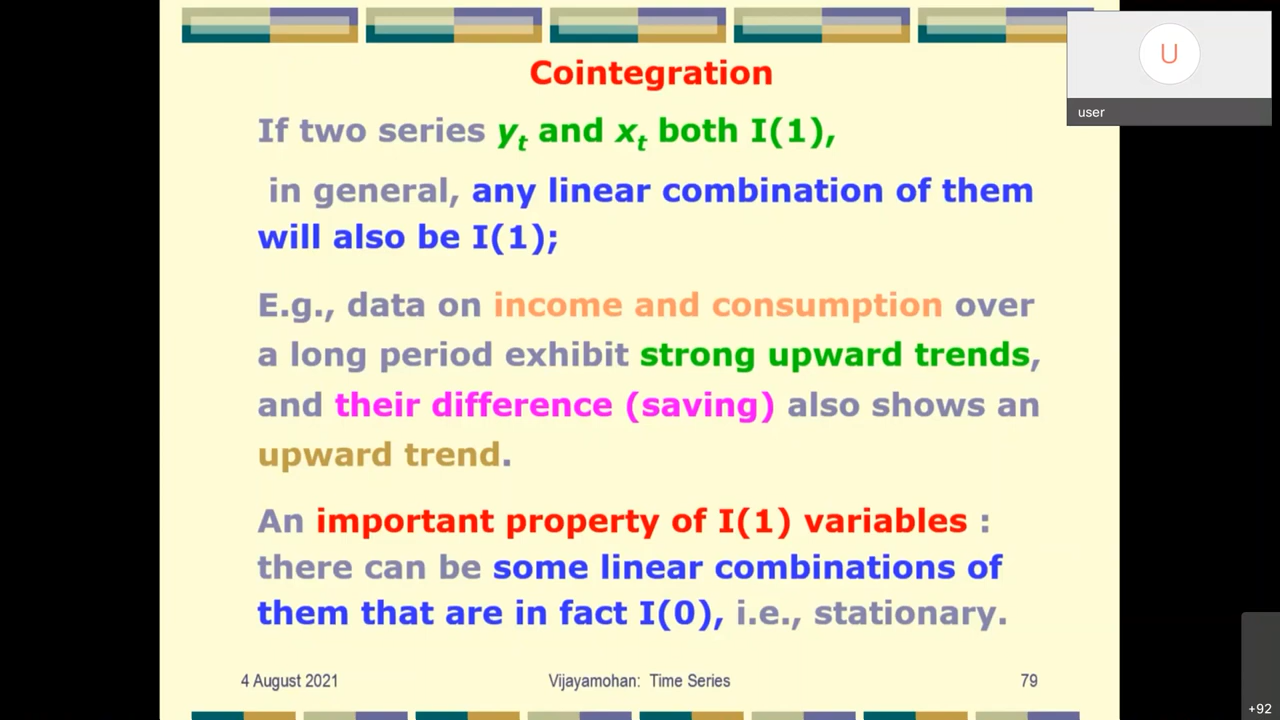 Cointegration
If two series yt and xt both I(1),
in general, any linear combination of them
will also be I(1);
E.g., data on income and consumption over
a long period exhibit strong upward trends,
and their difference (saving) also shows an
upward trend.
An important property of I(1) variables :
there can be some linear combinations of
them that are in fact I(0), i.e., stationary.
4 August 2021 Vijayamohan: Time Series 79
U
user
+92